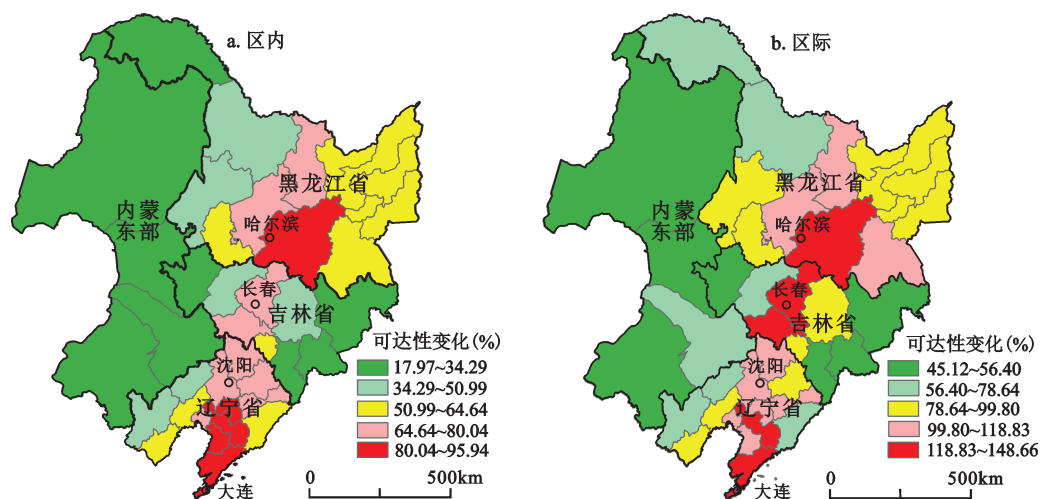 a. 区内
黑龙江省
内蒙
东部
哈尔滨
长春
吉林省
沈阳
辽宁省
大连
可达性变化(%)
17.97~34.29
34.29~50.99
50.99~64.64
64.64~80.04
80.04~95.94
0 500km
b. 区际
黑龙江省
内蒙
东部
哈尔滨
长春
吉林省
沈阳
辽宁省
大连
可达性变化(%)
45.12~56.40
56.40~78.64
78.64~99.80
99.80~118.83
118.83~148.66
0 500km